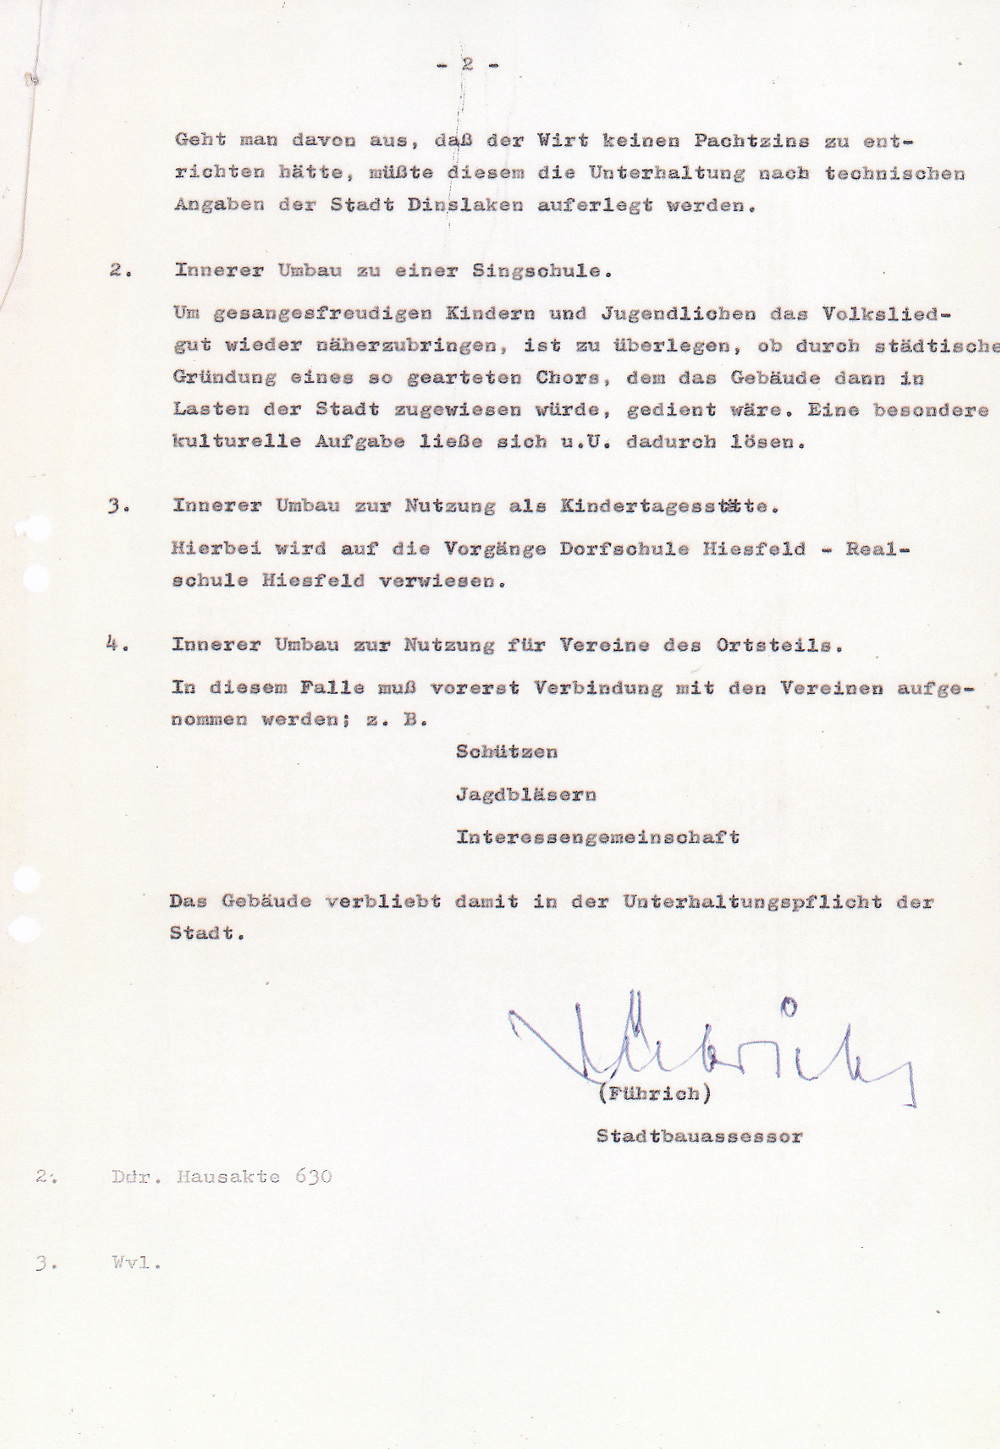 - 2 -
Geht man davon aus, daß der Wirt keinen Pachtzins zu ent-
richten hätte, müßte diesem die Unterhaltung nach technischen
Angaben der Stadt Dinslaken auferlegt werden.
2. Innerer Umbau zu einer Singschule.
Um gesangesfreudigen Kindern und Jugendlichen das Volkslied-
gut wieder näherzubringen, ist zu überlegen, ob durch städtische
Gründung eines so gearteten Chors, dem das Gebäude dann in
Lasten der Stadt zugewiesen würde, gedient wäre. Eine besondere
kulturelle Aufgabe ließe sich u.U. dadurch lösen.
3. Innerer Umbau zur Nutzung als Kindertagesstätte.
Hierbei wird auf die Vorgänge Dorfschule Hiesfeld - Real-
schule Hiesfeld verwiesen.
4. Innerer Umbau zur Nutzung für Vereine des Ortsteils.
In diesem Falle muß vorerst Verbindung mit den Vereinen aufge-
nommen werden; z. B.
Schützen
Jagdbläsern
Interessengemeinschaft
Das Gebäude verbliebt damit in der Unterhaltungspflicht der
Stadt.
Führich
(Führich)
Stadtbauassessor
2. Ddr. Hausakte 630
3. Wvl.